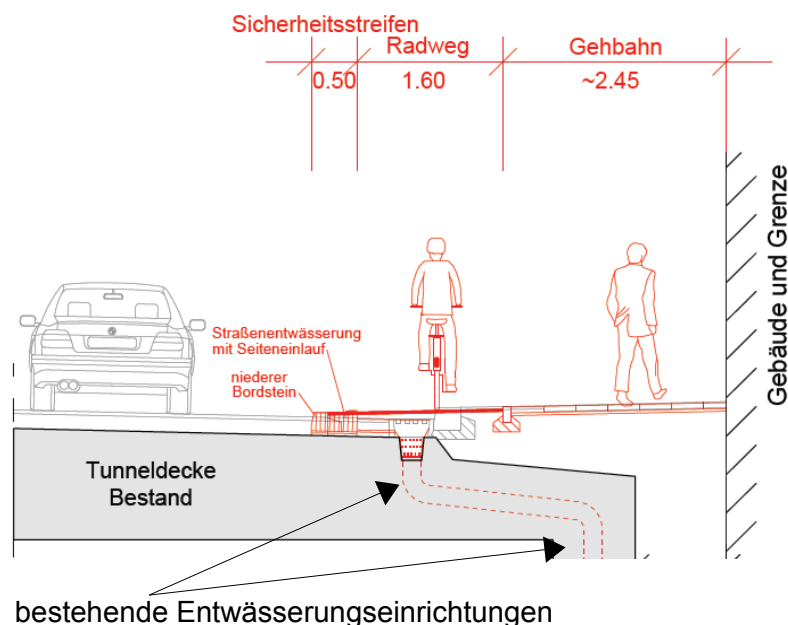 Sicherheitsstreifen
Radweg
Gehbahn
0.50
1.60
~2.45
Gebäude und Grenze
Straßenentwässerung
mit Seiteneinlauf
niederer
Bordstein
Tunneldecke
Bestand
bestehende Entwässerungseinrichtungen